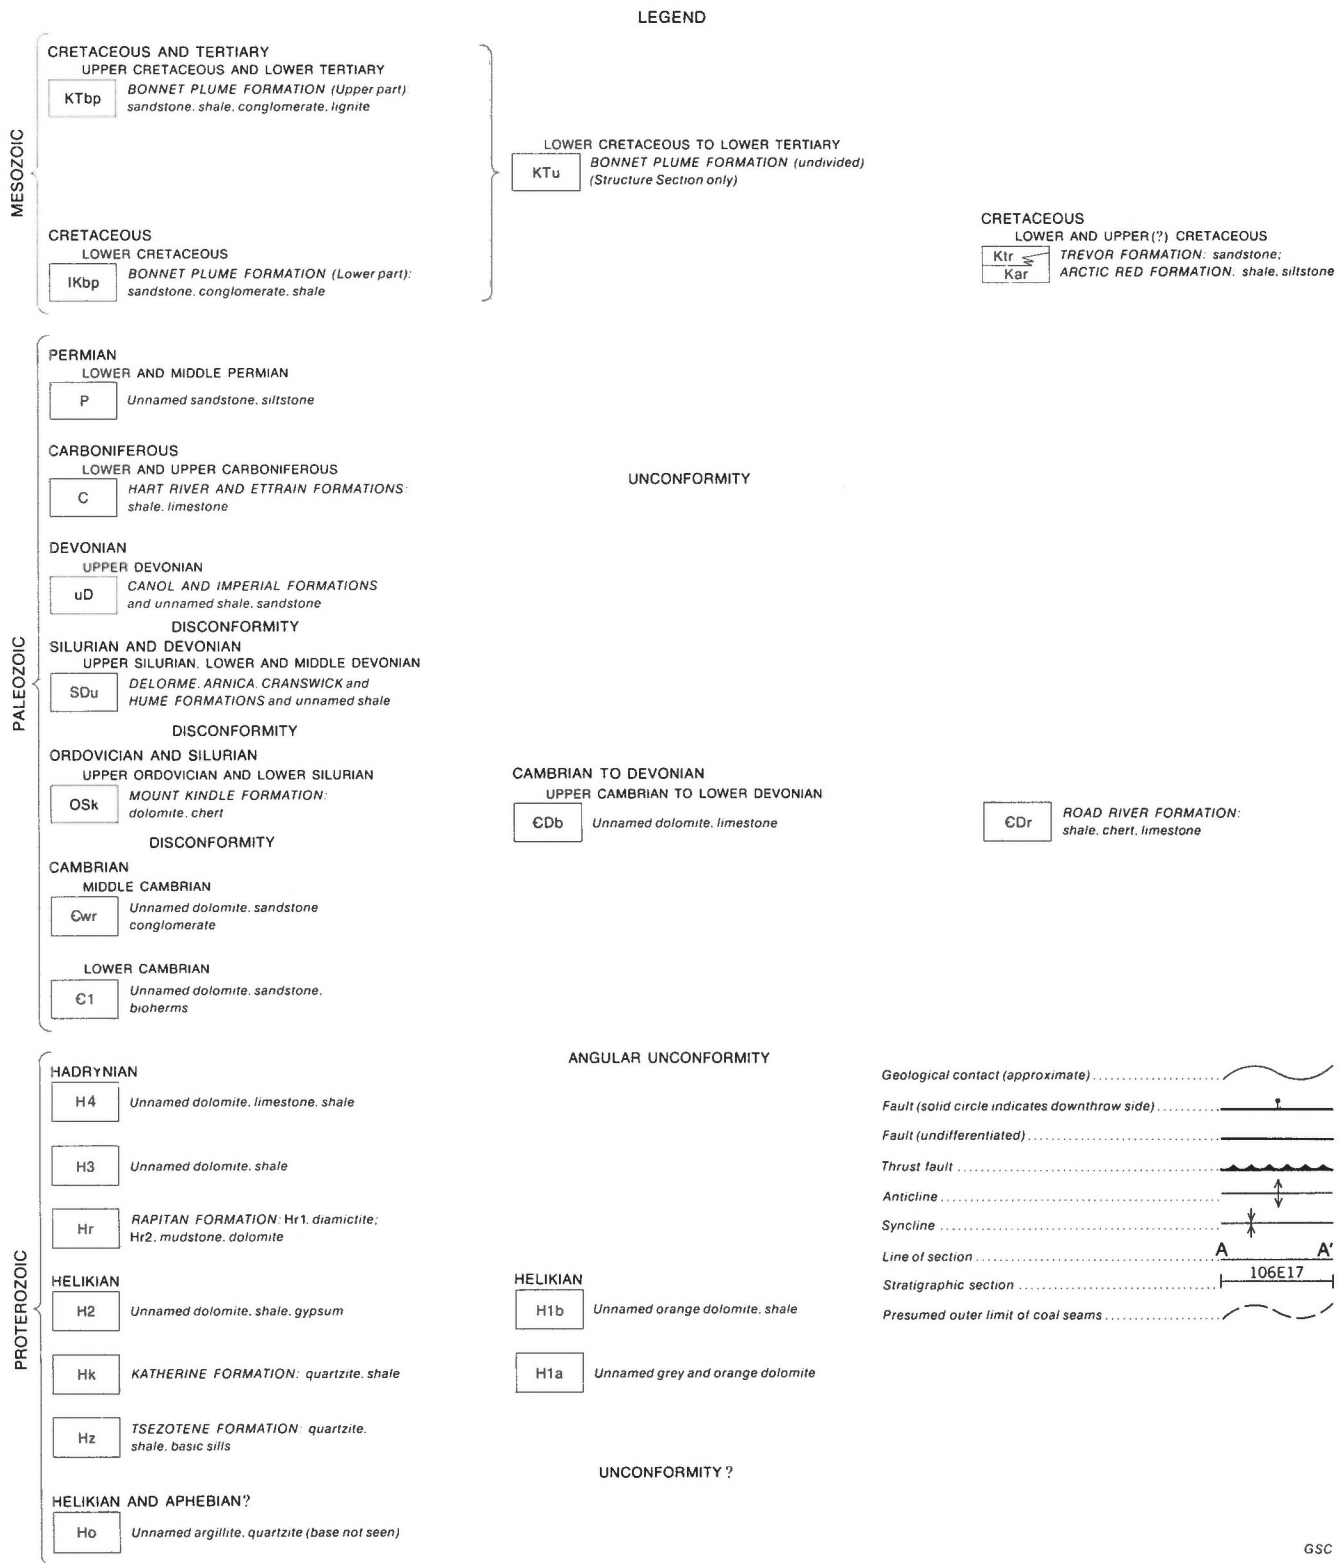 LEGEND
MESOZOIC
CRETACEOUS AND TERTIARY
UPPER CRETACEOUS AND LOWER TERTIARY
KTbp
BONNET PLUME FORMATION (Upper part):
sandstone, shale, conglomerate, lignite
CRETACEOUS
LOWER CRETACEOUS
lKbp
BONNET PLUME FORMATION (Lower part):
sandstone, conglomerate, shale
LOWER CRETACEOUS TO LOWER TERTIARY
KTu
BONNET PLUME FORMATION (undivided)
(Structure Section only)
CRETACEOUS
LOWER AND UPPER(?) CRETACEOUS
Ktr
TREVOR FORMATION: sandstone;
Kar
ARCTIC RED FORMATION: shale, siltstone
PALEOZOIC
PERMIAN
LOWER AND MIDDLE PERMIAN
P
Unnamed sandstone, siltstone
CARBONIFEROUS
LOWER AND UPPER CARBONIFEROUS
C
HART RIVER AND ETTRAIN FORMATIONS:
shale, limestone
UNCONFORMITY
DEVONIAN
UPPER DEVONIAN
uD
CANOL AND IMPERIAL FORMATIONS
and unnamed shale, sandstone
DISCONFORMITY
SILURIAN AND DEVONIAN
UPPER SILURIAN, LOWER AND MIDDLE DEVONIAN
SDu
DELORME, ARNICA, CRANSWICK and
HUME FORMATIONS and unnamed shale
DISCONFORMITY
ORDOVICIAN AND SILURIAN
UPPER ORDOVICIAN AND LOWER SILURIAN
OSk
MOUNT KINDLE FORMATION:
dolomite, chert
DISCONFORMITY
CAMBRIAN TO DEVONIAN
UPPER CAMBRIAN TO LOWER DEVONIAN
ЄDb
Unnamed dolomite, limestone
ЄDr
ROAD RIVER FORMATION:
shale, chert, limestone
CAMBRIAN
MIDDLE CAMBRIAN
Єwr
Unnamed dolomite, sandstone
conglomerate
LOWER CAMBRIAN
Є1
Unnamed dolomite, sandstone,
bioherms
ANGULAR UNCONFORMITY
PROTEROZOIC
HADRYNIAN
H4
Unnamed dolomite, limestone, shale
H3
Unnamed dolomite, shale
Hr
RAPITAN FORMATION: Hr1, diamictite;
Hr2, mudstone, dolomite
HELIKIAN
H2
Unnamed dolomite, shale, gypsum
Hk
KATHERINE FORMATION: quartzite, shale
Hz
TSEZOTENE FORMATION: quartzite,
shale, basic sills
HELIKIAN
H1b
Unnamed orange dolomite, shale
H1a
Unnamed grey and orange dolomite
UNCONFORMITY?
HELIKIAN AND APHEBIAN?
Ho
Unnamed argillite, quartzite (base not seen)
Geological contact (approximate)
Fault (solid circle indicates downthrow side)
Fault (undifferentiated)
Thrust fault
Anticline
Syncline
Line of section
A A'
Stratigraphic section
106E17
Presumed outer limit of coal seams
GSC